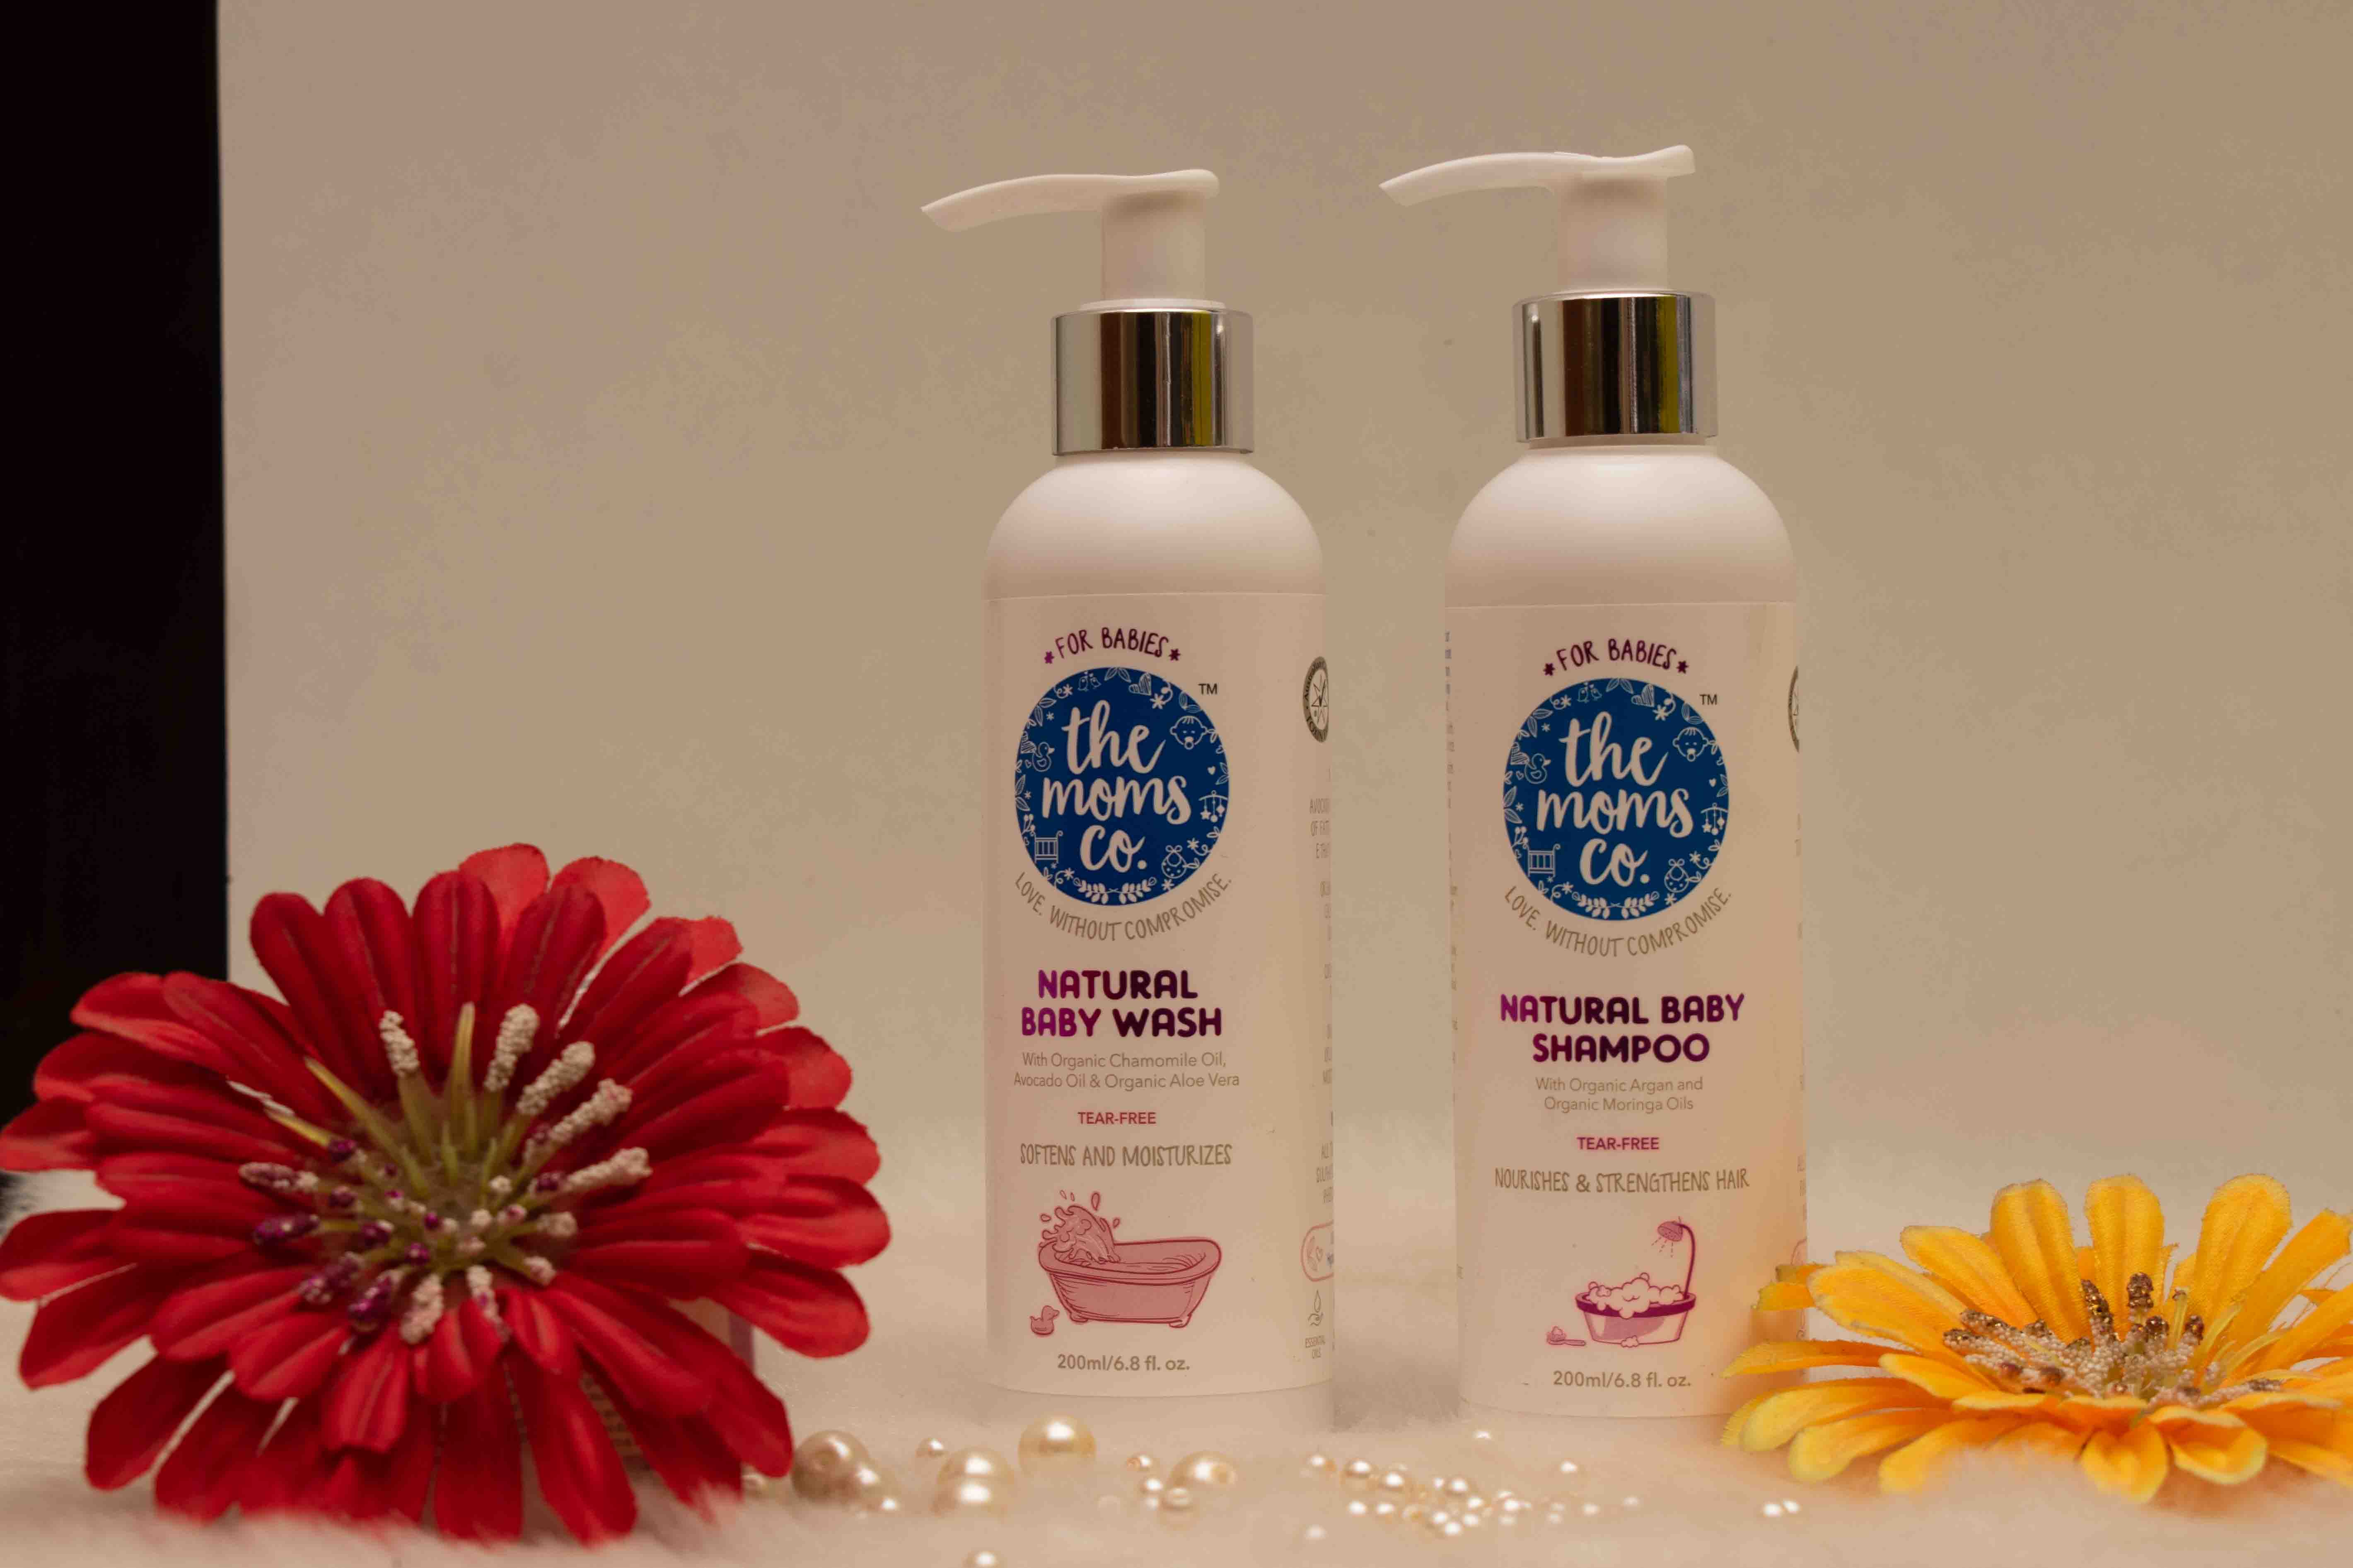 FOR BABIES
the
moms
co.
TM
LOVE. WITHOUT COMPROMISE.
NATURAL
BABY WASH
With Organic Chamomile Oil,
Avocado Oil & Organic Aloe Vera
TEAR-FREE
SOFTENS AND MOISTURIZES
200ml/6.8 fl. oz.
ESSENTIAL
OILS
FOR BABIES
the
moms
co.
TM
LOVE. WITHOUT COMPROMISE.
NATURAL BABY
SHAMPOO
With Organic Argan and
Organic Moringa Oils
TEAR-FREE
NOURISHES & STRENGTHENS HAIR
200ml/6.8 fl. oz.